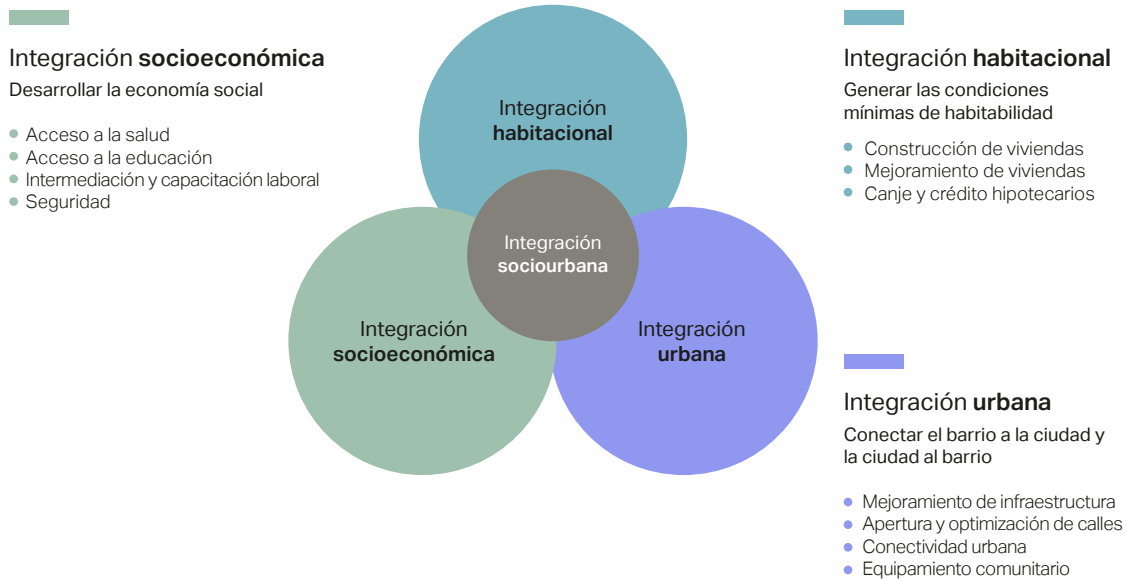 Integración socioeconómica
Desarrollar la economía social
Acceso a la salud
Acceso a la educación
Intermediación y capacitación laboral
Seguridad
Integración
habitacional
Integración
sociourbana
Integración
socioeconómica
Integración
urbana
Integración habitacional
Generar las condiciones
mínimas de habitabilidad
Construcción de viviendas
Mejoramiento de viviendas
Canje y crédito hipotecarios
Integración urbana
Conectar el barrio a la ciudad y
la ciudad al barrio
Mejoramiento de infraestructura
Apertura y optimización de calles
Conectividad urbana
Equipamiento comunitario